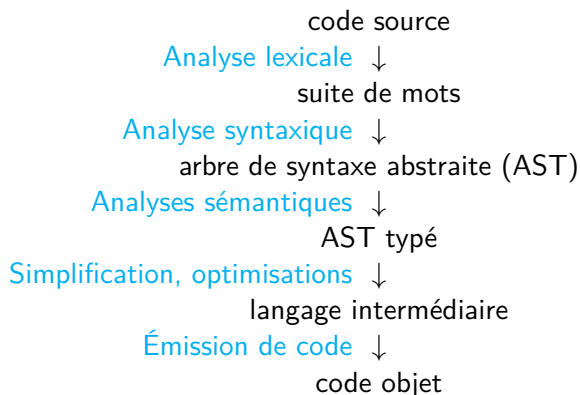 code source
Analyse lexicale ↓
suite de mots
Analyse syntaxique ↓
arbre de syntaxe abstraite (AST)
Analyses sémantiques ↓
AST typé
Simplification, optimisations ↓
langage intermédiaire
Émission de code ↓
code objet